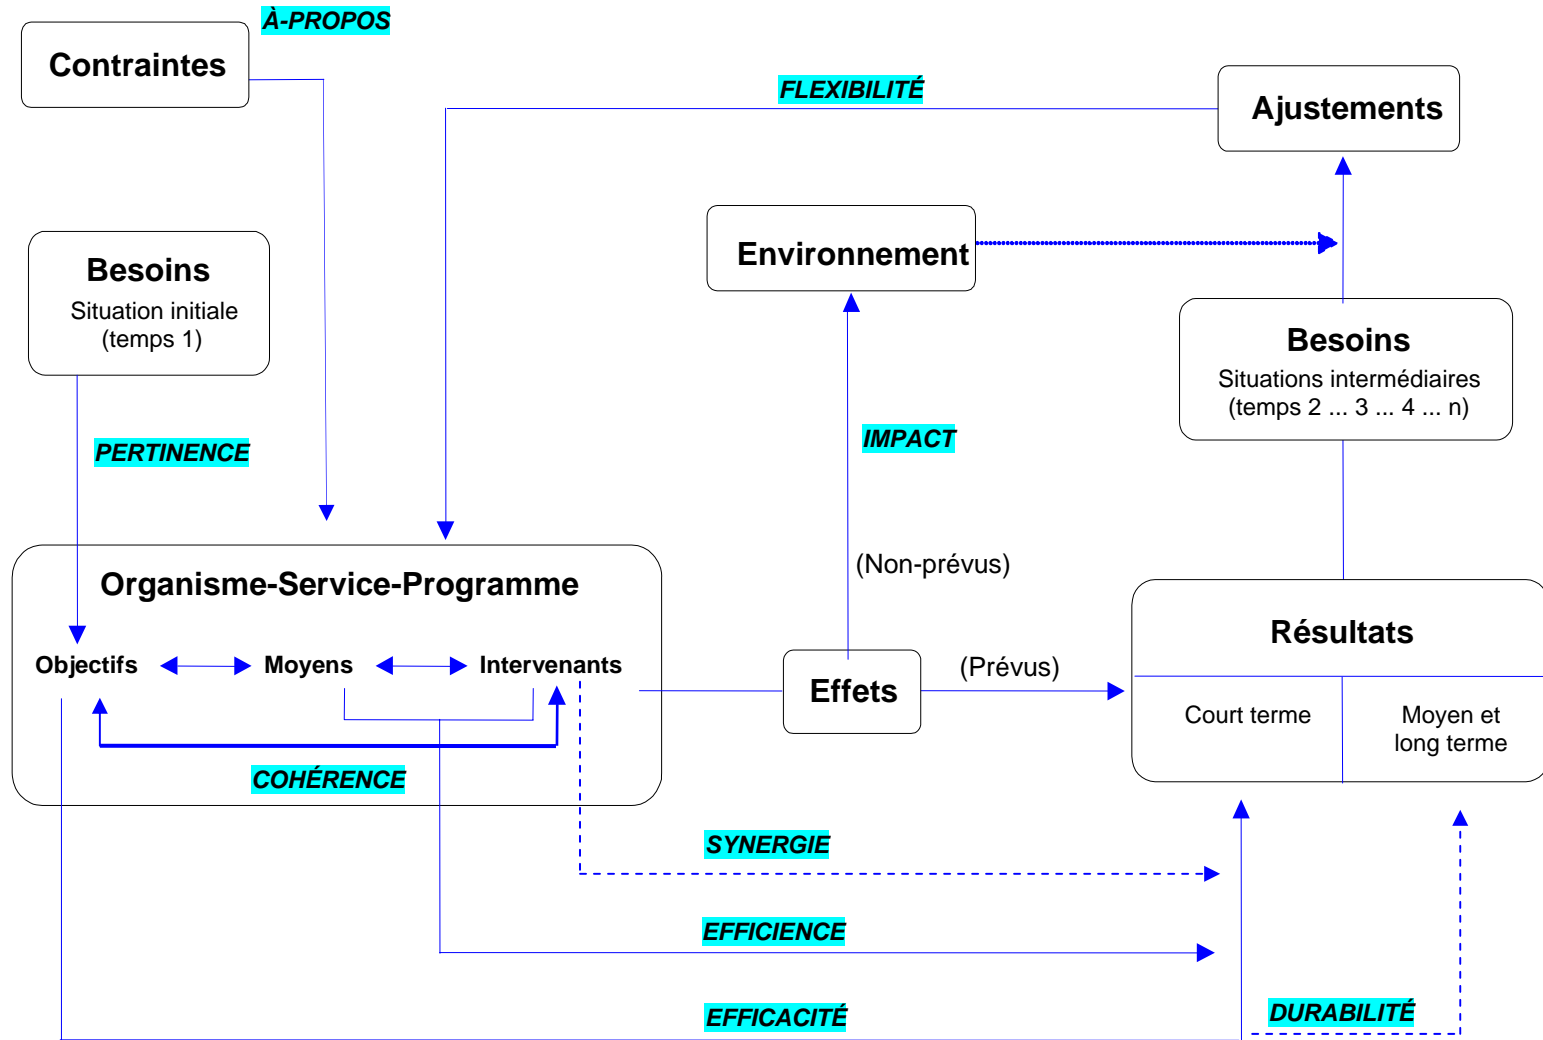 À-PROPOS
Contraintes
FLEXIBILITÉ
Ajustements
Environnement
Besoins
Situation initiale
(temps 1)
Besoins
Situations intermédiaires
(temps 2 ... 3 ... 4 ... n)
PERTINENCE
IMPACT
(Non-prévus)
Organisme-Service-Programme
Objectifs
Moyens
Intervenants
COHÉRENCE
Effets
(Prévus)
Résultats
Court terme
Moyen et
long terme
SYNERGIE
EFFICIENCE
EFFICACITÉ
DURABILITÉ